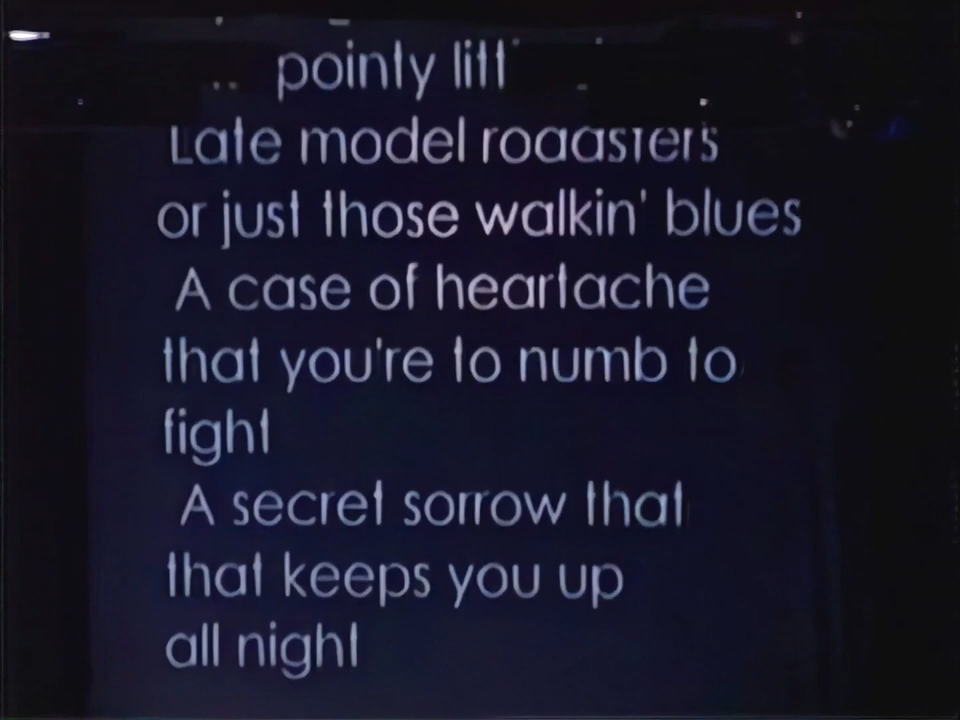 pointy litt
Late model roadsters
or just those walkin' blues
A case of heartache
that you're to numb to
fight
A secret sorrow that
that keeps you up
all night